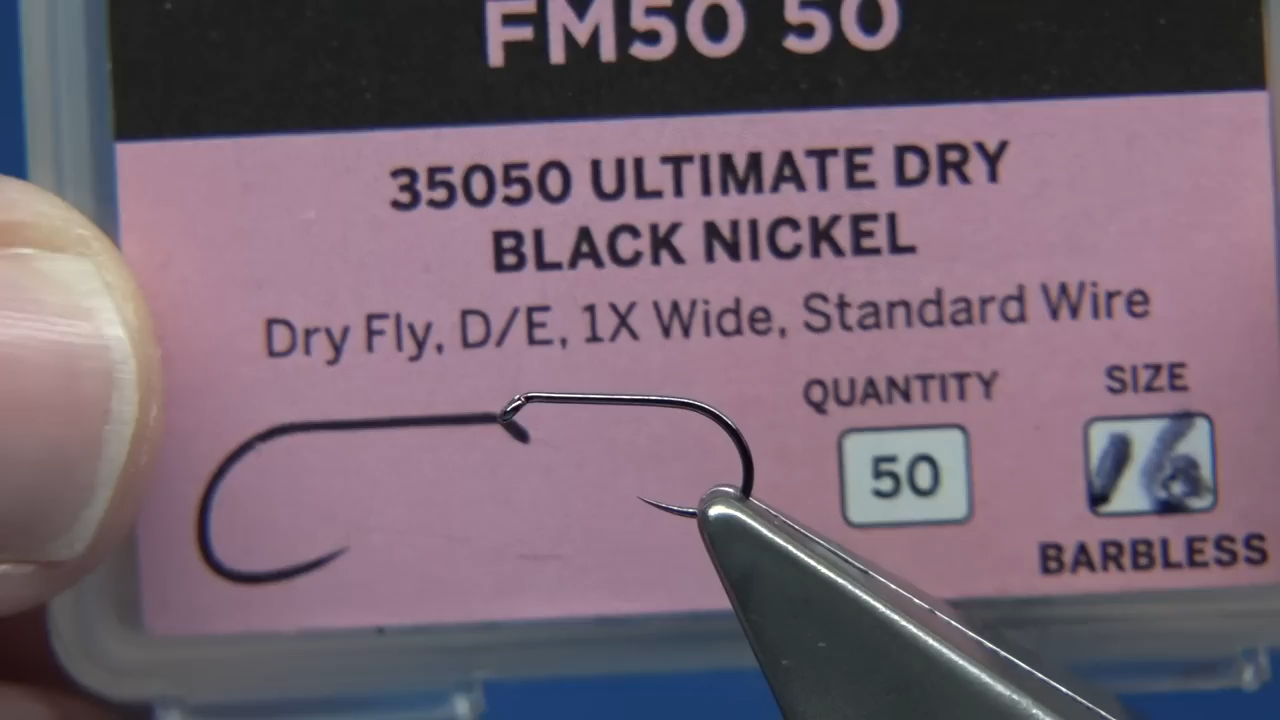 FM50 50
35050 ULTIMATE DRY
BLACK NICKEL
Dry Fly, D/E, 1X Wide, Standard Wire
QUANTITY SIZE
50 16
BARBLESS